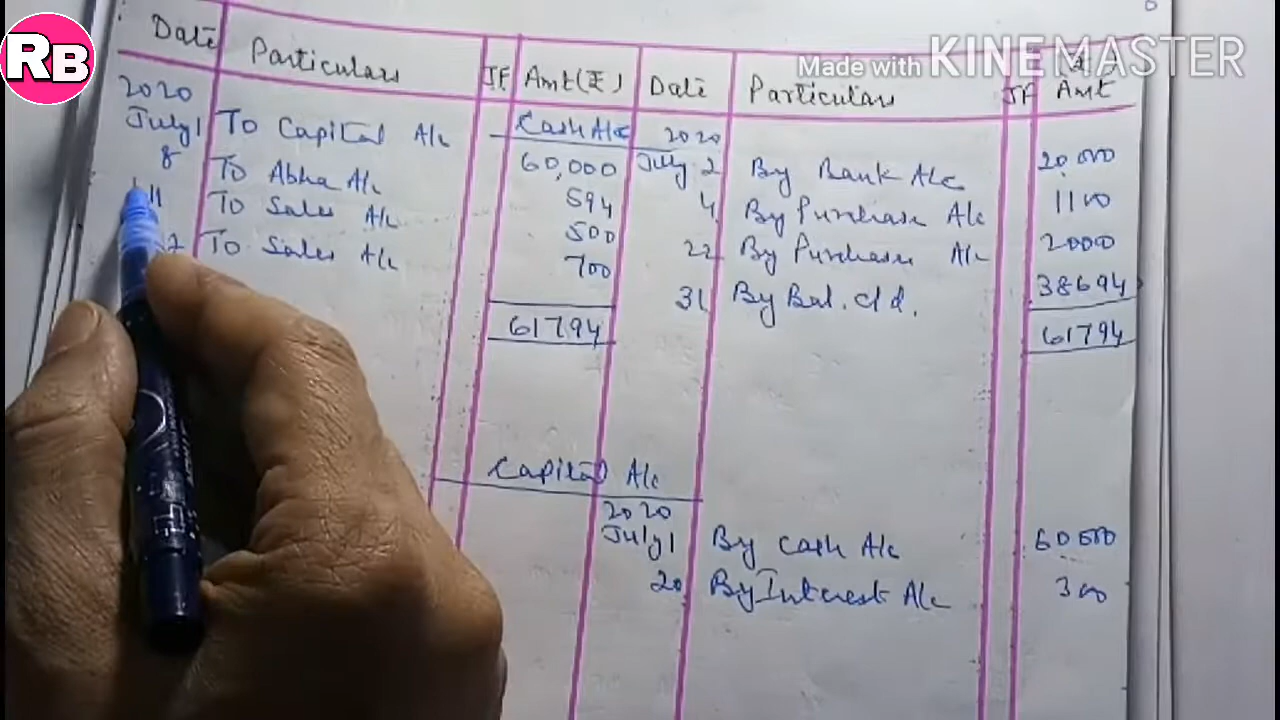 RB
Made with KINEMASTER
Date Particulars J.F. Amt(₹) Date Particulars JF (₹) Amt
Cash A/c
2020 2020
July 1 To Capital A/c 60,000 July 2 By Bank A/c 20,000
8 To Abha A/c 594 4 By Purchase A/c 1100
11 To Sales A/c 500 22 By Purchase A/c 2000
To Sales A/c 700 31 By Bal. c/d. 38694
61794 61794
Capital A/c
2020
July 1 By Cash A/c 60000
20 By Interest A/c 300